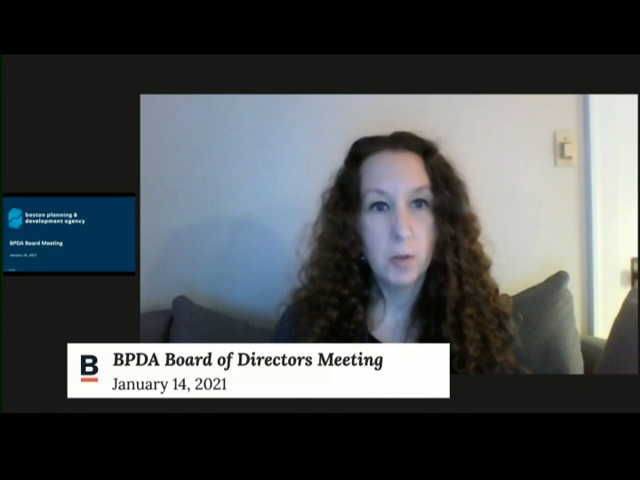 boston planning &
development agency
BPDA Board Meeting
January 14, 2021
B
BPDA Board of Directors Meeting
January 14, 2021